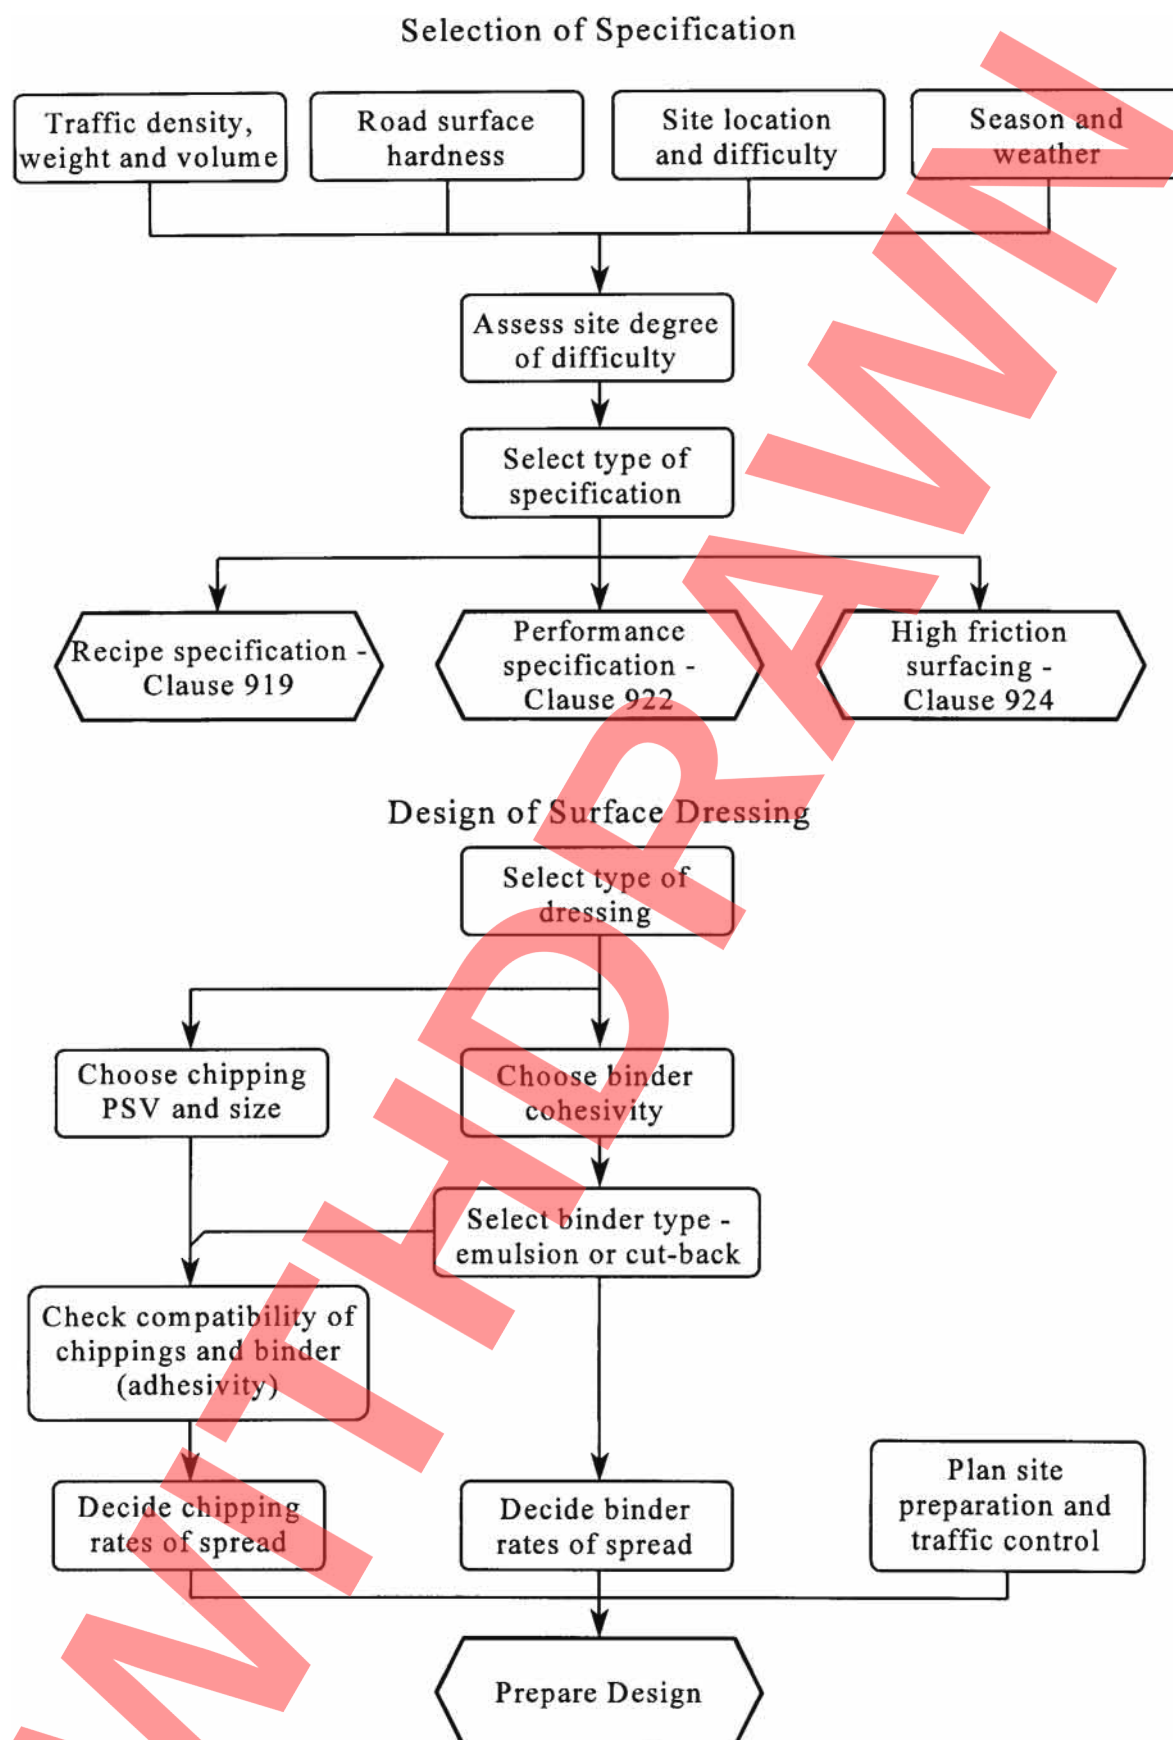 Selection of Specification
Traffic density,
weight and volume
Road surface
hardness
Site location
and difficulty
Season and
weather
Assess site degree
of difficulty
Select type of
specification
Recipe specification -
Clause 919
Performance
specification -
Clause 922
High friction
surfacing -
Clause 924
Design of Surface Dressing
Select type of
dressing
Choose chipping
PSV and size
Choose binder
cohesivity
Select binder type -
emulsion or cut-back
Check compatibility of
chippings and binder
(adhesivity)
Decide chipping
rates of spread
Decide binder
rates of spread
Plan site
preparation and
traffic control
Prepare Design
WITHDRAWN